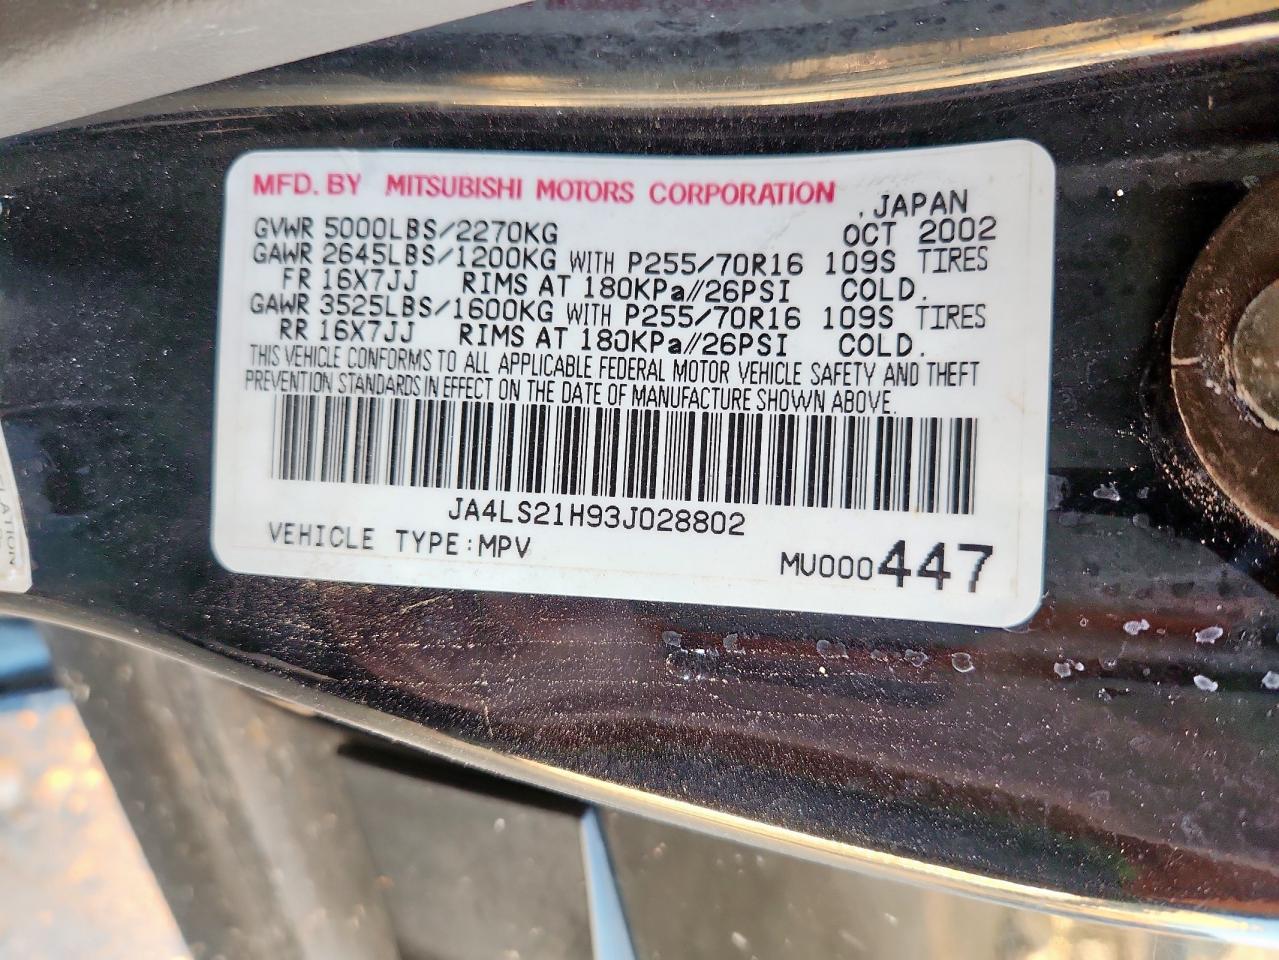 MFD. BY MITSUBISHI MOTORS CORPORATION , JAPAN
GVWR 5000LBS/2270KG OCT 2002
GAWR 2645LBS/1200KG WITH P255/70R16 109S TIRES
FR 16X7JJ RIMS AT 180KPa//26PSI COLD.
GAWR 3525LBS/1600KG WITH P255/70R16 109S TIRES
RR 16X7JJ RIMS AT 180KPa//26PSI COLD.
THIS VEHICLE CONFORMS TO ALL APPLICABLE FEDERAL MOTOR VEHICLE SAFETY AND THEFT
PREVENTION STANDARDS IN EFFECT ON THE DATE OF MANUFACTURE SHOWN ABOVE.
JA4LS21H93J028802
VEHICLE TYPE:MPV
MU000447